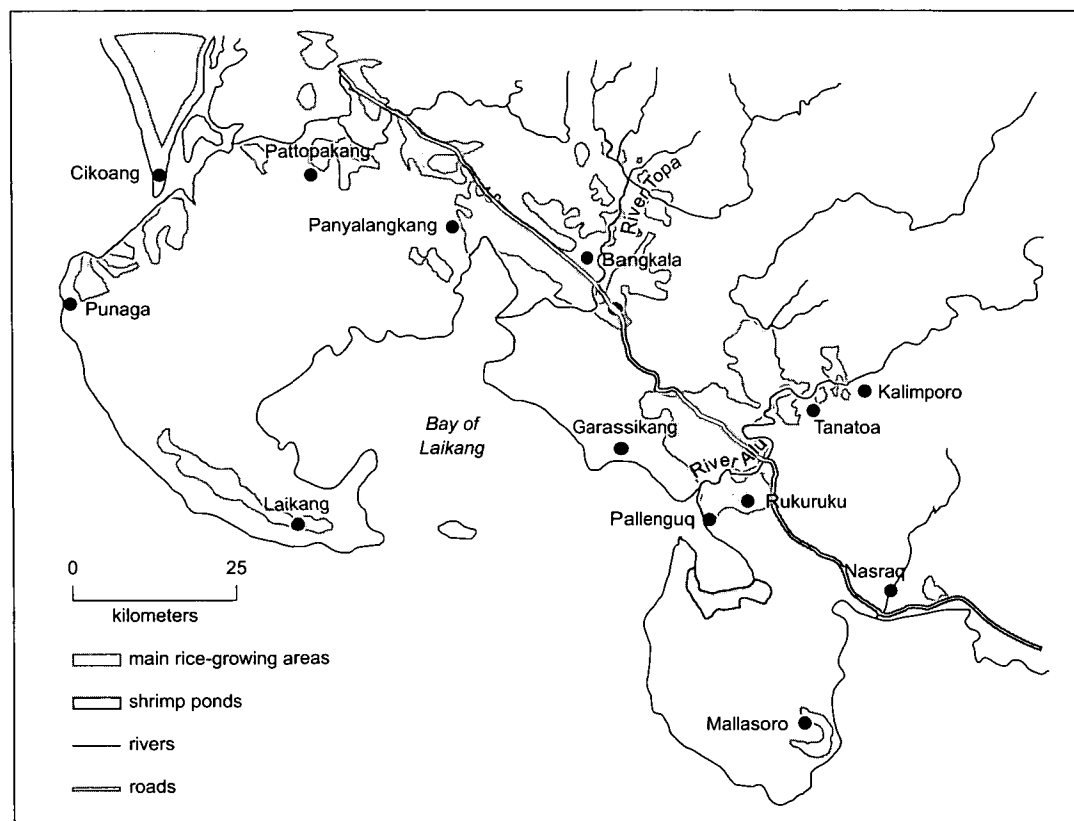 Cikoang
Pattopakang
Panyalangkang
River Topa
Bangkala
Punaga
Kalimporo
Tanatoa
Bay of
Laikang
Garassikang
River Allu
Rukuruku
Pallenguq
Laikang
Nasraq
0 25
kilometers
main rice-growing areas
shrimp ponds
rivers
roads
Mallasoro